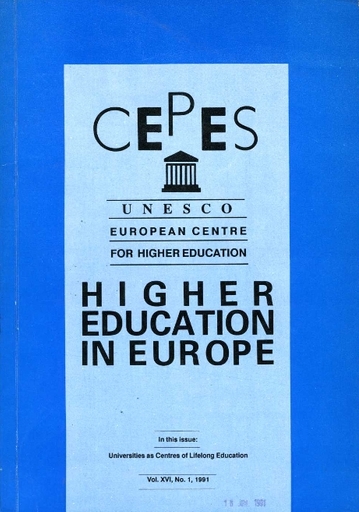 CEPES
UNESCO
EUROPEAN CENTRE
FOR HIGHER EDUCATION
HIGHER
EDUCATION
IN EUROPE
In this issue:
Universities as Centres of Lifelong Education
Vol. XVI, No. 1, 1991